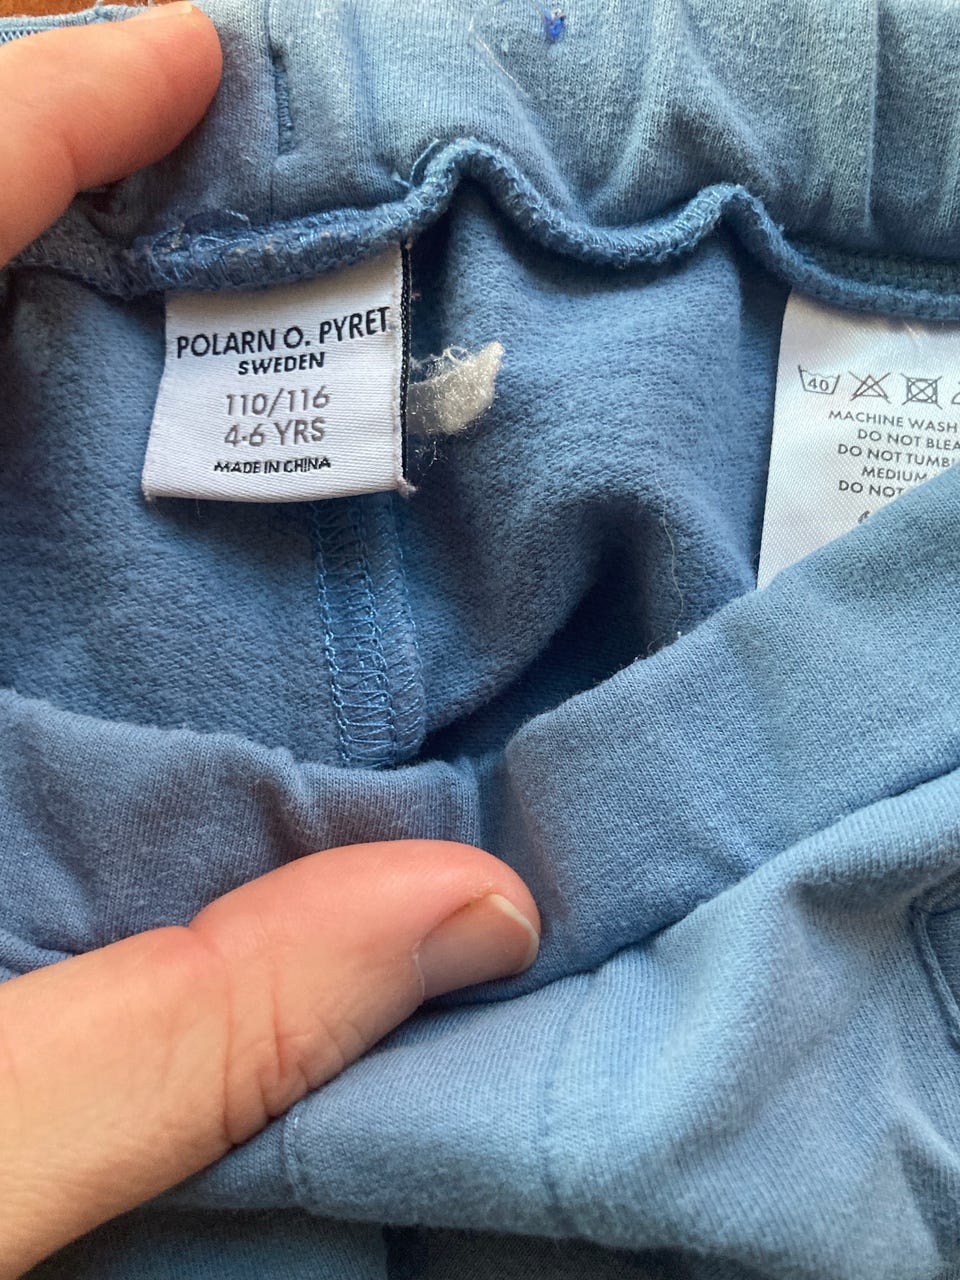 POLARN O. PYRET
SWEDEN
110/116
4-6 YRS
MADE IN CHINA
40
MACHINE WASH
DO NOT BLEA
DO NOT TUMBL
MEDIUM
DO NOT